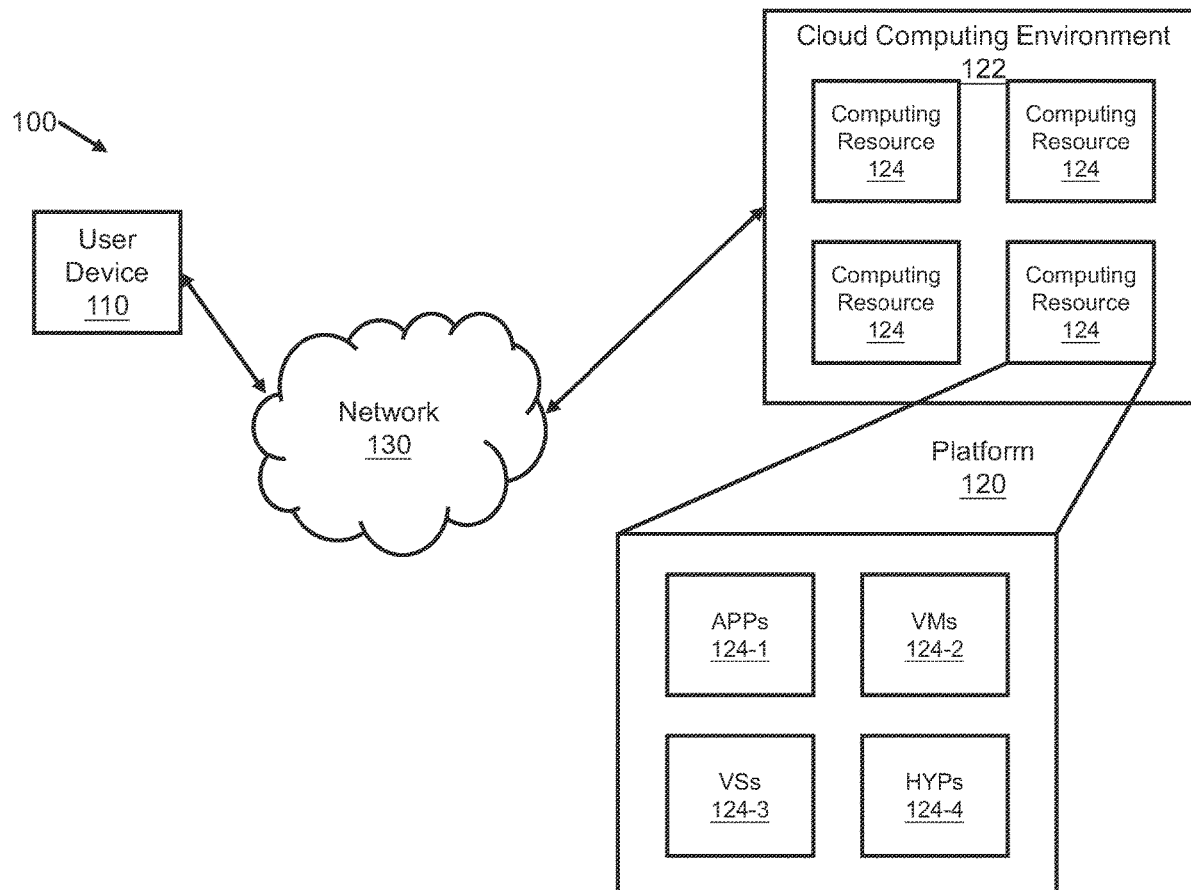 Cloud Computing Environment
122
Computing
Resource
124
Computing
Resource
124
100
User
Device
110
Computing
Resource
124
Computing
Resource
124
Network
130
Platform
120
APPs
124-1
VMs
124-2
VSs
124-3
HYPs
124-4